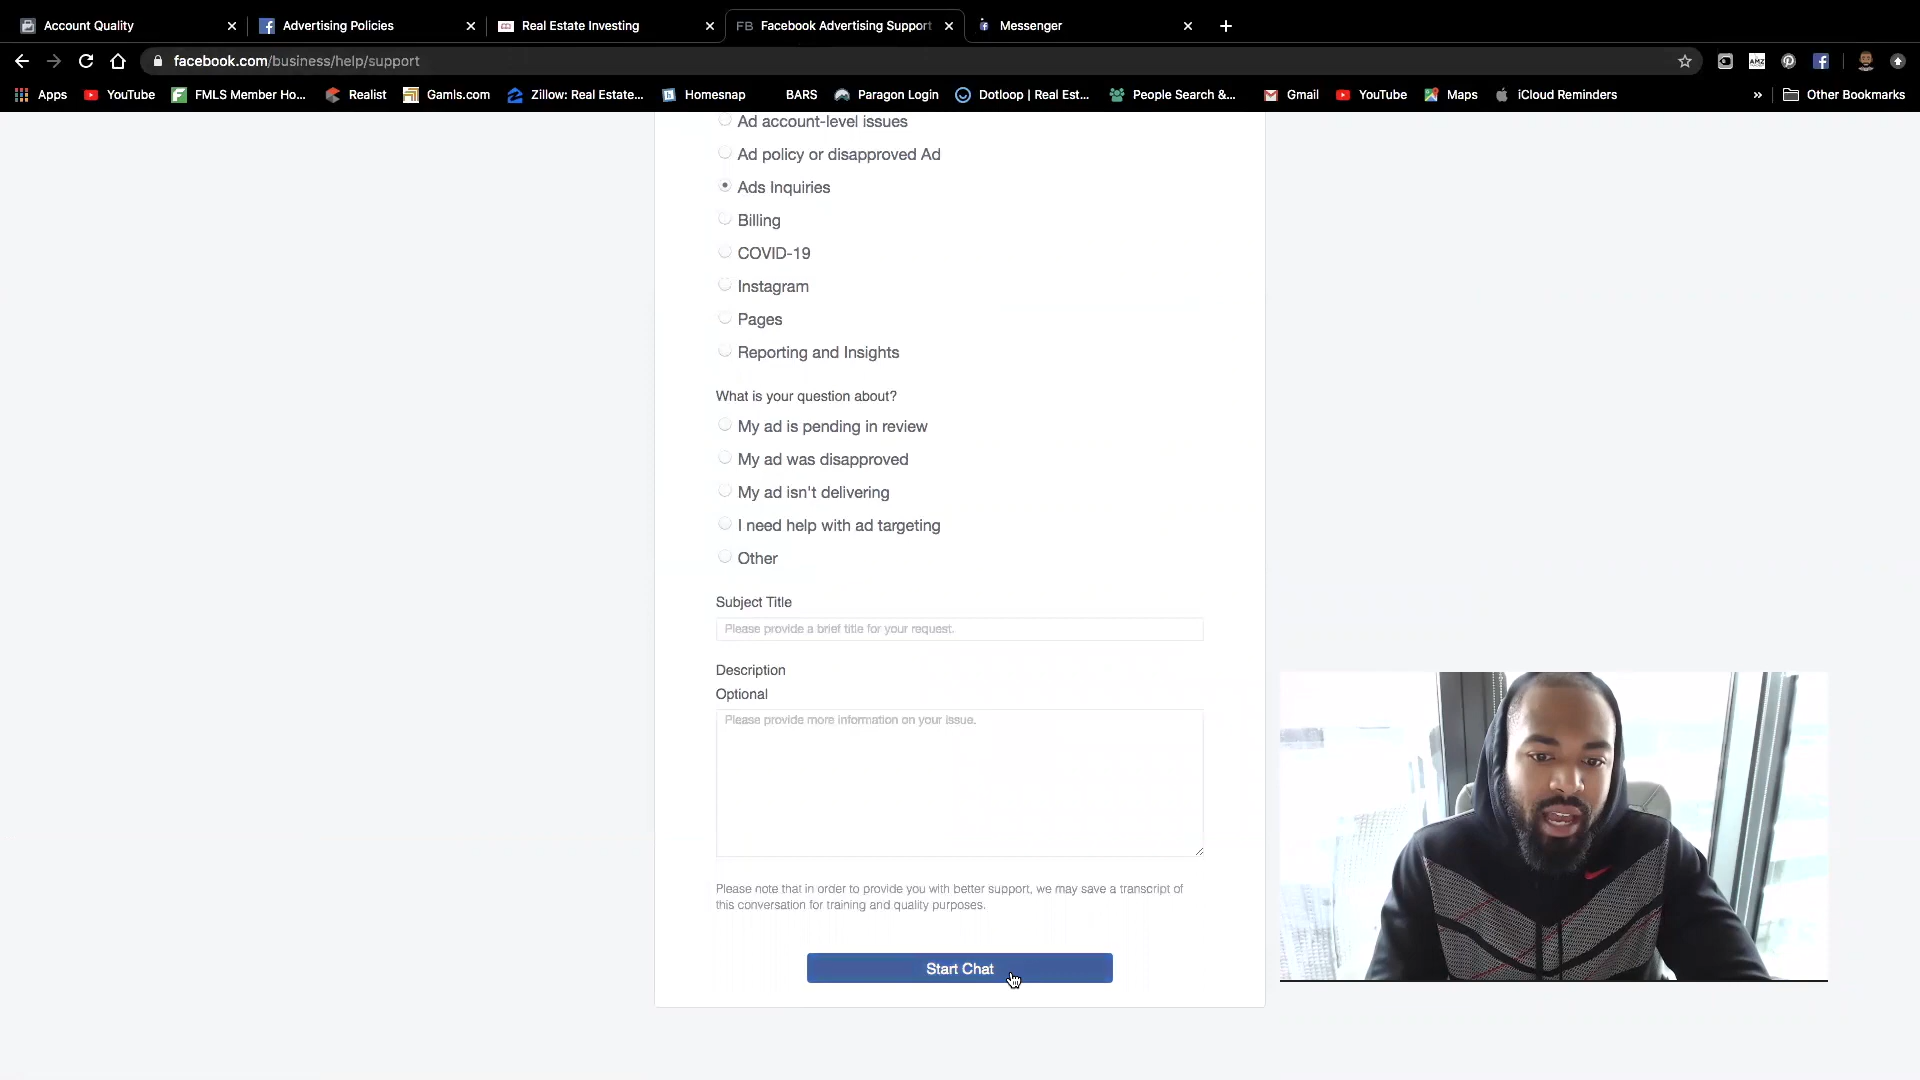 Account Quality
Advertising Policies
Real Estate Investing
FB Facebook Advertising Support
Messenger
facebook.com/business/help/support
AMZ
Apps
YouTube
FMLS Member Ho...
Realist
Gamls.com
Zillow: Real Estate...
Homesnap
BARS
Paragon Login
Dotloop | Real Est...
People Search &...
Gmail
YouTube
Maps
iCloud Reminders
»
Other Bookmarks
Ad account-level issues
Ad policy or disapproved Ad
Ads Inquiries
Billing
COVID-19
Instagram
Pages
Reporting and Insights
What is your question about?
My ad is pending in review
My ad was disapproved
My ad isn't delivering
I need help with ad targeting
Other
Subject Title
Please provide a brief title for your request.
Description
Optional
Please provide more information on your issue.
Please note that in order to provide you with better support, we may save a transcript of
this conversation for training and quality purposes.
Start Chat